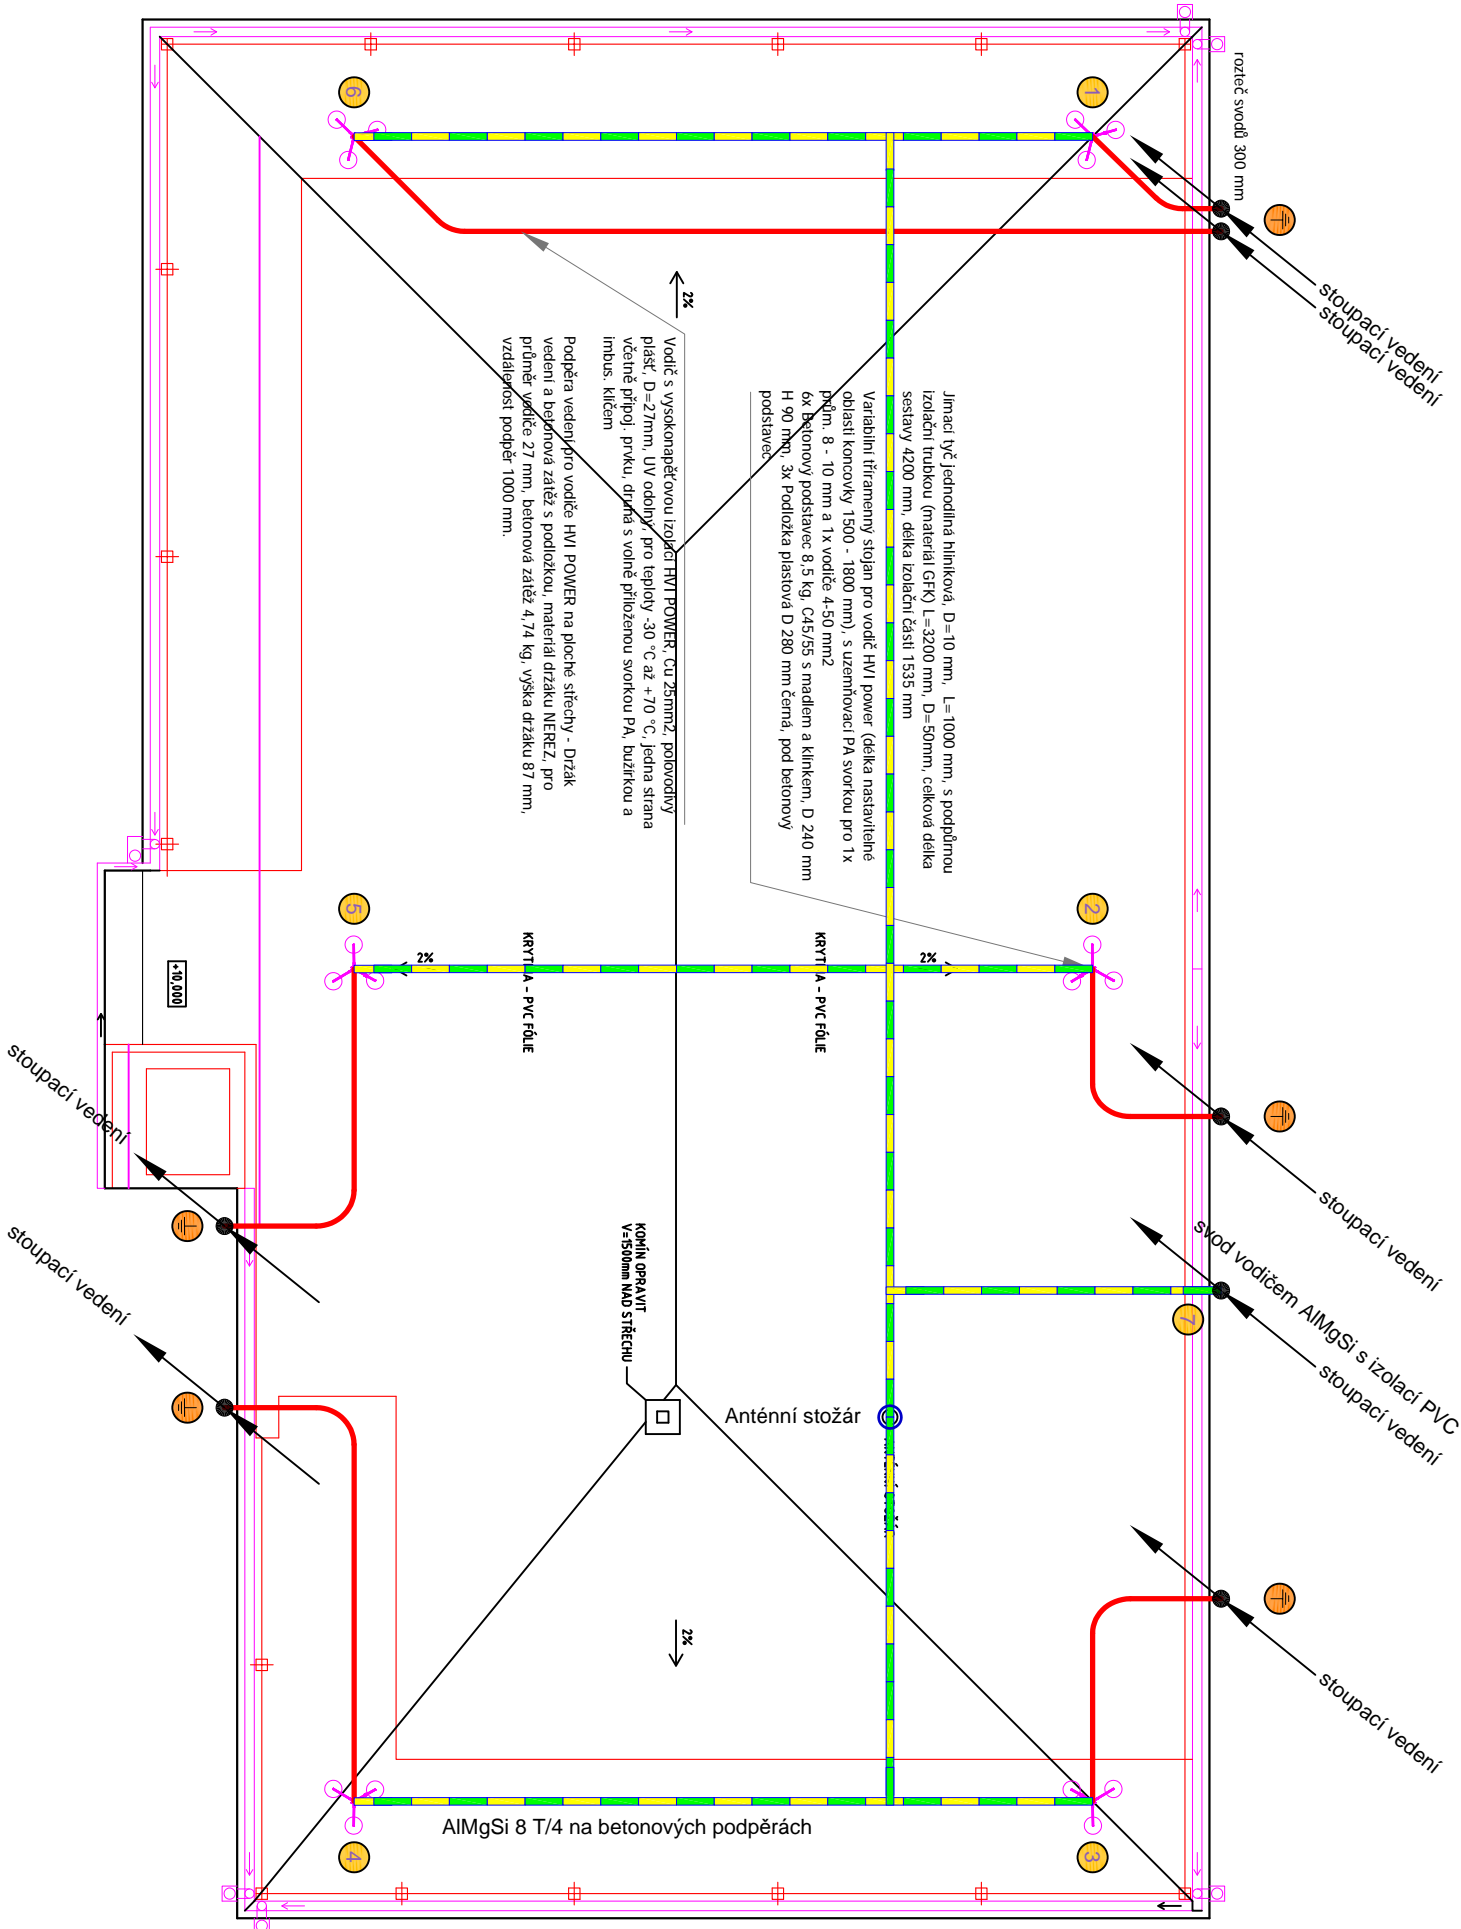 rozteč svodů 300 mm
6
1
stoupací vedení
stoupací vedení
2%
Jímací tyč jednodílná hliníková, D=10 mm, L=1000 mm, s podpůrnou
izolační trubkou (materiál GFK) L=3200 mm, D=50mm, celková délka
sestavy 4200 mm, délka izolační části 1535 mm
Variabilní tříramenný stojan pro vodič HVI power (délka nastavitelné
oblasti koncovky 1500 - 1800 mm), s uzemňovací PA svorkou pro 1x
prům. 8 - 10 mm a 1x vodiče 4-50 mm2
6x Betonový podstavec 8,5 kg, C45/55 s madlem a klínkem, D 240 mm
H 90 mm, 3x Podložka plastová D 280 mm černá, pod betonový
podstavec
Vodič s vysokonapěťovou izolací HVI POWER, Cu 25mm2, polovodivý
plášť, D=27mm, UV odolný, pro teploty -30 °C až +70 °C, jedna strana
včetně připoj. prvku, druhá s volně přiloženou svorkou PA, bužírkou a
imbus. klíčem
Podpěra vedení pro vodiče HVI POWER na ploché střechy - Držák
vedení a betonová zátěž s podložkou, materiál držáku NEREZ, pro
průměr vodiče 27 mm, betonová zátěž 4,74 kg, výška držáku 87 mm,
vzdálenost podpěr 1000 mm.
5
2
2%
2%
- PVC FÓLIE
- PVC FÓLIE
+10,000
stoupací vedení
stoupací vedení
stoupací vedení
svod vodičem AlMgSi s izolací PVC
stoupací vedení
7
KOMÍN OPRAVIT
V=1500mm NAD STŘECHU
Anténní stožár
2%
stoupací vedení
AlMgSi 8 T/4 na betonových podpěrách
4
3